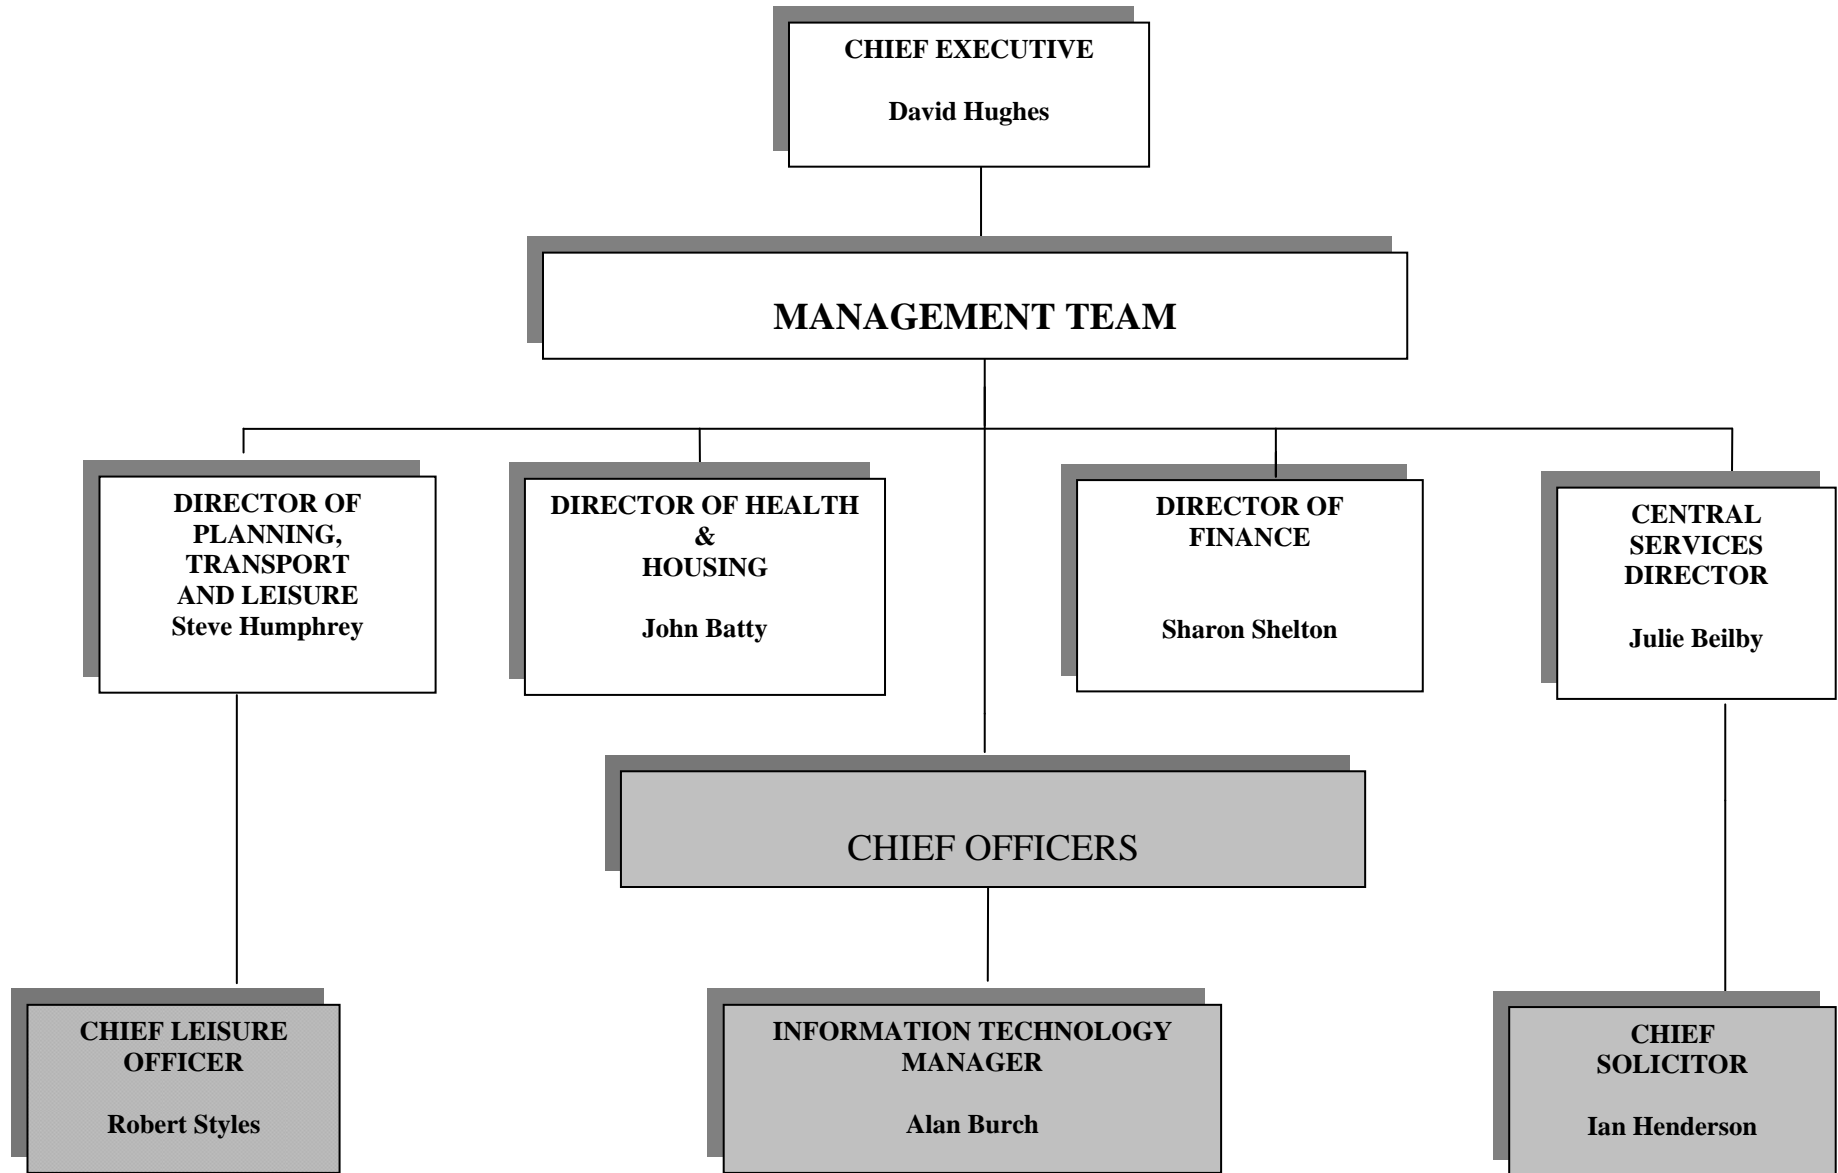 CHIEF EXECUTIVE
David Hughes
MANAGEMENT TEAM
DIRECTOR OF
PLANNING,
TRANSPORT
AND LEISURE
Steve Humphrey
DIRECTOR OF HEALTH
&
HOUSING
John Batty
DIRECTOR OF
FINANCE
Sharon Shelton
CENTRAL
SERVICES
DIRECTOR
Julie Beilby
CHIEF OFFICERS
CHIEF LEISURE
OFFICER
Robert Styles
INFORMATION TECHNOLOGY
MANAGER
Alan Burch
CHIEF
SOLICITOR
Ian Henderson